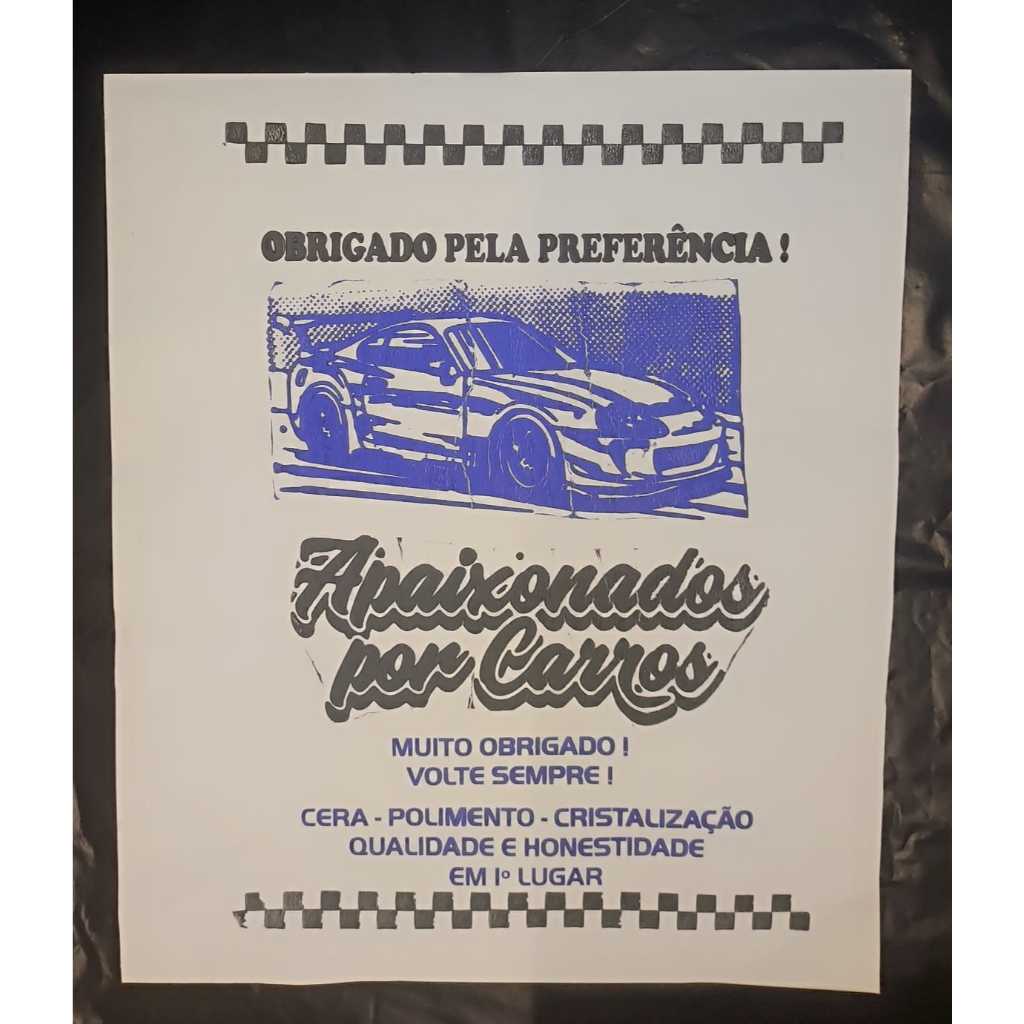 OBRIGADO PELA PREFERÊNCIA !
Apaixonados
por Carros
MUITO OBRIGADO !
VOLTE SEMPRE !
CERA - POLIMENTO - CRISTALIZAÇÃO
QUALIDADE E HONESTIDADE
EM 1º LUGAR